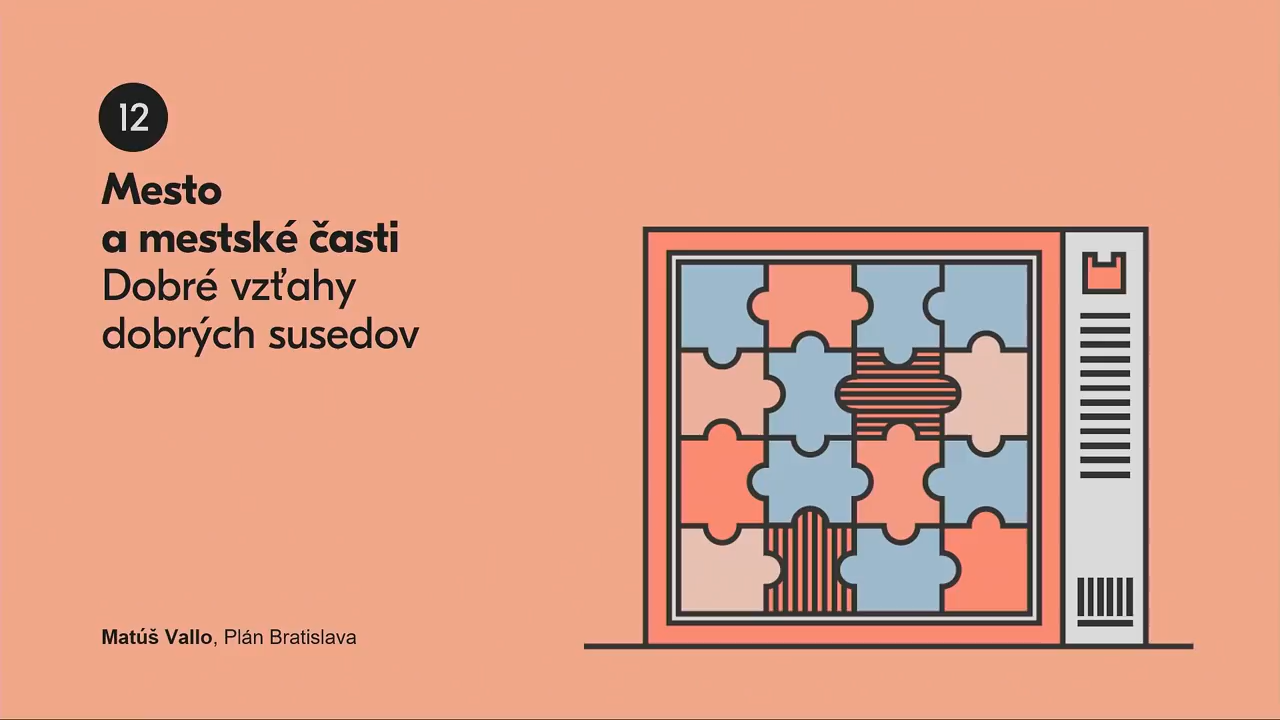 12
Mesto
a mestské časti
Dobré vzťahy
dobrých susedov
Matúš Vallo, Plán Bratislava